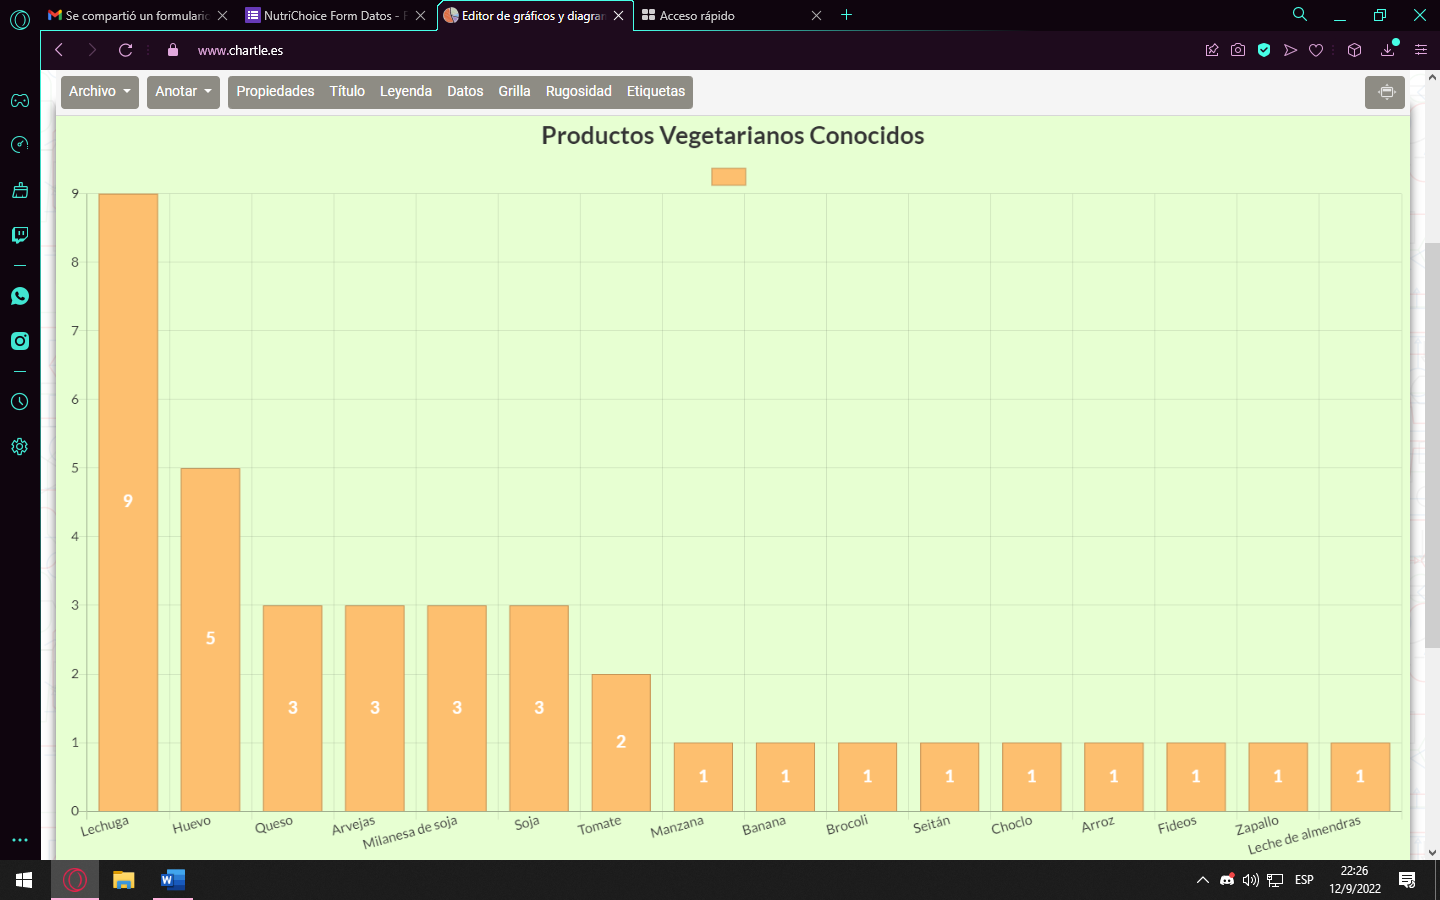 Se compartió un formulario
NutriChoice Form Datos -
Editor de gráficos y diagram
Acceso rápido
www.chartle.es
Archivo Anotar Propiedades Título Leyenda Datos Grilla Rugosidad Etiquetas
Productos Vegetarianos Conocidos
9
8
7
6
5
4
3
2
1
0
9 5 3 3 3 3 2 1 1 1 1 1 1 1 1 1
Lechuga Huevo Queso Arvejas Milanesa de soja Soja Tomate Manzana Banana Brocoli Seitán Choclo Arroz Fideos Zapallo Leche de almendras
ESP
22:26
12/9/2022